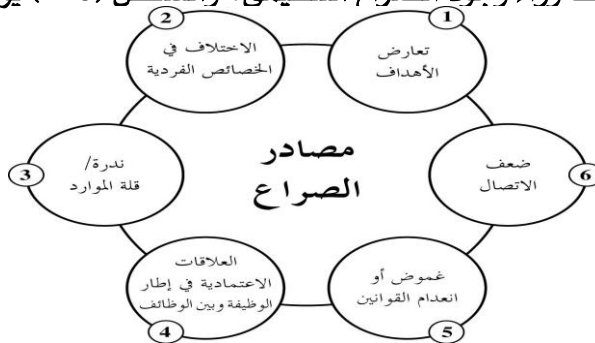 مصادر
الصراع
1
تعارض
الأهداف
2
الاختلاف في
الخصائص الفردية
3
ندرة/
قلة الموارد
4
العلاقات
الاعتمادية في إطار
الوظيفة وبين الوظائف
5
غموض أو
انعدام القوانين
6
ضعف
الاتصال